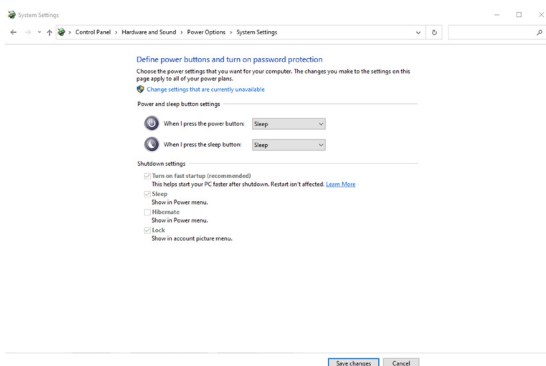 System Settings
Control Panel > Hardware and Sound > Power Options > System Settings
Define power buttons and turn on password protection
Choose the power settings that you want for your computer. The changes you make to the settings on this
page apply to all of your power plans.
Change settings that are currently unavailable
Power and sleep button settings
When I press the power button: Sleep
When I press the sleep button: Sleep
Shutdown settings
Turn on fast startup (recommended)
This helps start your PC faster after shutdown. Restart isn't affected. Learn More
Sleep
Show in Power menu.
Hibernate
Show in Power menu.
Lock
Show in account picture menu.
Save changes Cancel